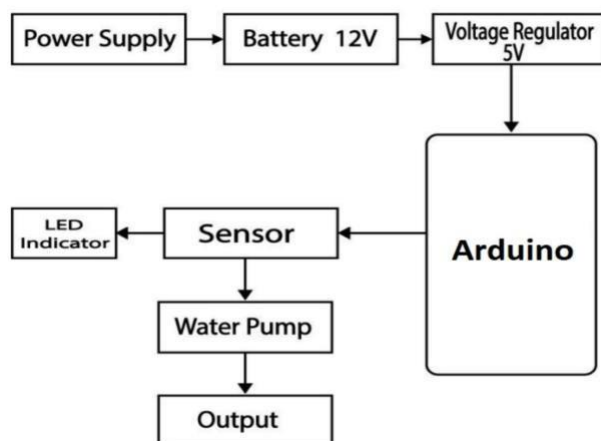 Power Supply
Battery 12V
Voltage Regulator
5V
Arduino
LED
Indicator
Sensor
Water Pump
Output